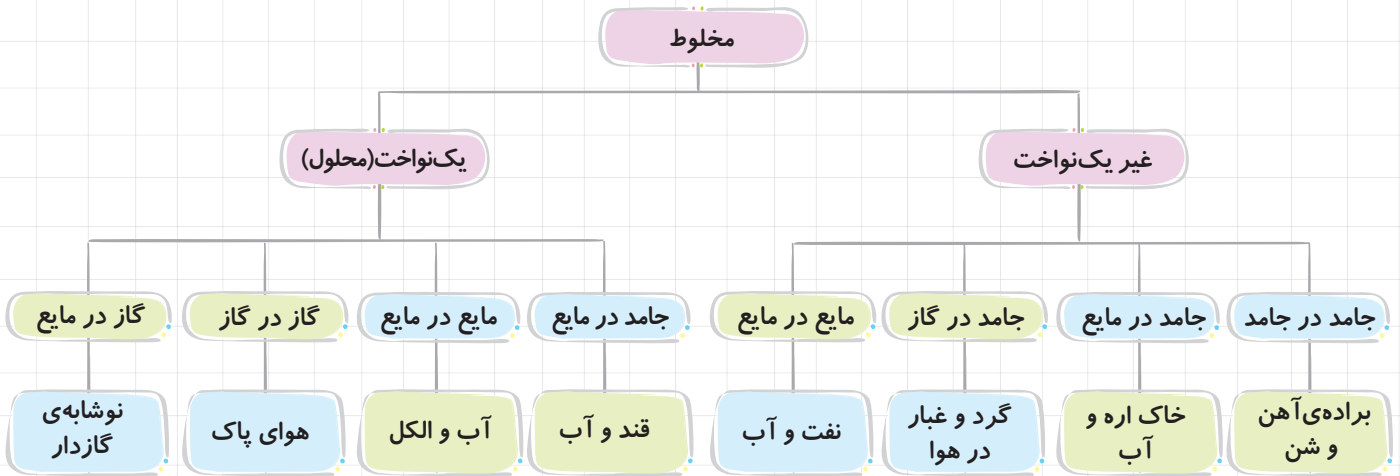 مخلوط
غیر یک‌نواخت
یک‌نواخت(محلول)
جامد در جامد
جامد در مایع
جامد در گاز
مایع در مایع
جامد در مایع
مایع در مایع
گاز در گاز
گاز در مایع
براده‌ی‌آهن
و شن
خاک اره و
آب
گرد و غبار
در هوا
نفت و آب
قند و آب
آب و الکل
هوای پاک
نوشابه‌ی
گازدار